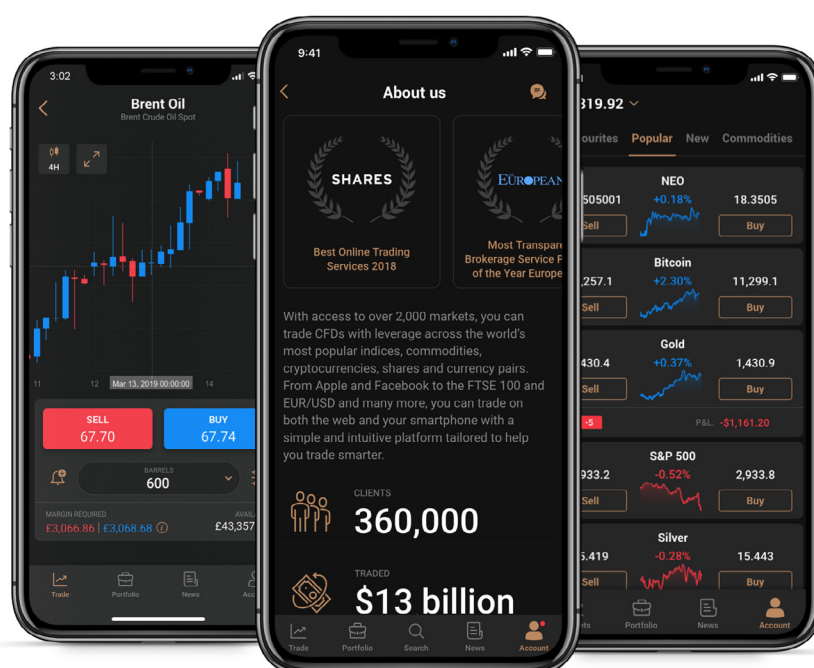 3:02
Brent Oil
Brent Crude Oil Spot
4H
11 12 Mar 13, 2019 00:00:00 14
SELL
67.70
BUY
67.74
BARRELS
600
MARGIN REQUIRED
£3,066.86 | £3,068.68
£43,357
Trade Portfolio News
9:41
About us
SHARES
Best Online Trading
Services 2018
EUROPEAN
Most
Brokerage Service
of the Year Europe
With access to over 2,000 markets, you can
trade CFDs with leverage across the world's
most popular indices, commodities,
cryptocurrencies, shares and currency pairs.
From Apple and Facebook to the FTSE 100 and
EUR/USD and many more, you can trade on
both the web and your smartphone with a
simple and intuitive platform tailored to help
you trade smarter.
CLIENTS
360,000
TRADED
$13 billion
Trade Portfolio Search News Account
319.92
Popular New Commodities
NEO
505001 +0.18% 18.3505
Sell Buy
Bitcoin
,257.1 +2.30% 11,299.1
Sell Buy
Gold
430.4 +0.37% 1,430.9
Sell Buy
-5 P&L: -$1,161.20
S&P 500
933.2 -0.52% 2,933.8
Sell Buy
Silver
5.419 -0.28% 15.443
Sell Buy
Portfolio News Account